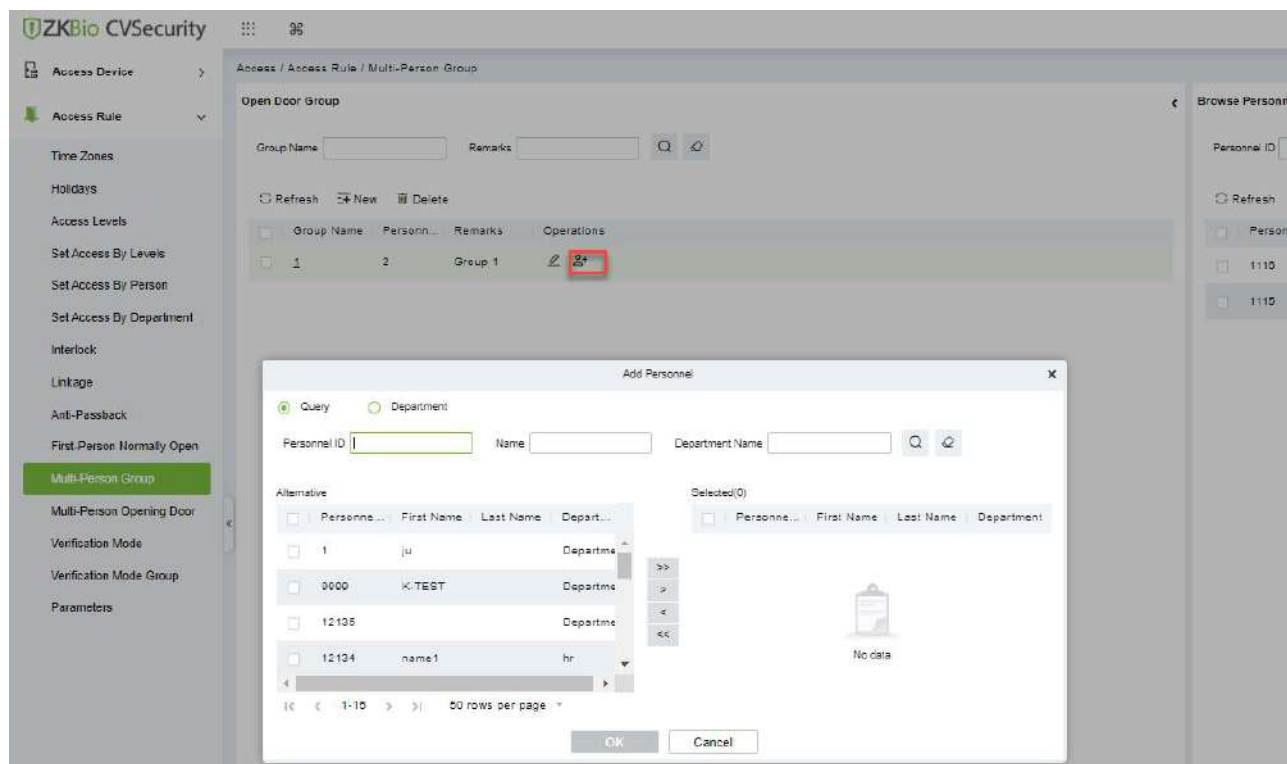 ZKBio CVSecurity
Access Device
Access Rule
Time Zones
Holidays
Access Levels
Set Access By Levels
Set Access By Person
Set Access By Department
Interlock
Linkage
Anti-Passback
First-Person Normally Open
Multi-Person Group
Multi-Person Opening Door
Verification Mode
Verification Mode Group
Parameters
Access / Access Rule / Multi-Person Group
Open Door Group
Group Name Remarks
Refresh New Delete
Group Name Personn... Remarks Operations
1 2 Group 1
Browse Personn
Personnel ID
Refresh
Person
1110
1115
Add Personnel
Query Department
Personnel ID Name Department Name
Alternative
Personne... First Name Last Name Depart...
1 ju Departme
9999 K-TEST Departme
12135 Departme
12134 name1 hr
1-15 50 rows per page
>>
>
<
<<
Selected(0)
Personne... First Name Last Name Department
No data
OK Cancel